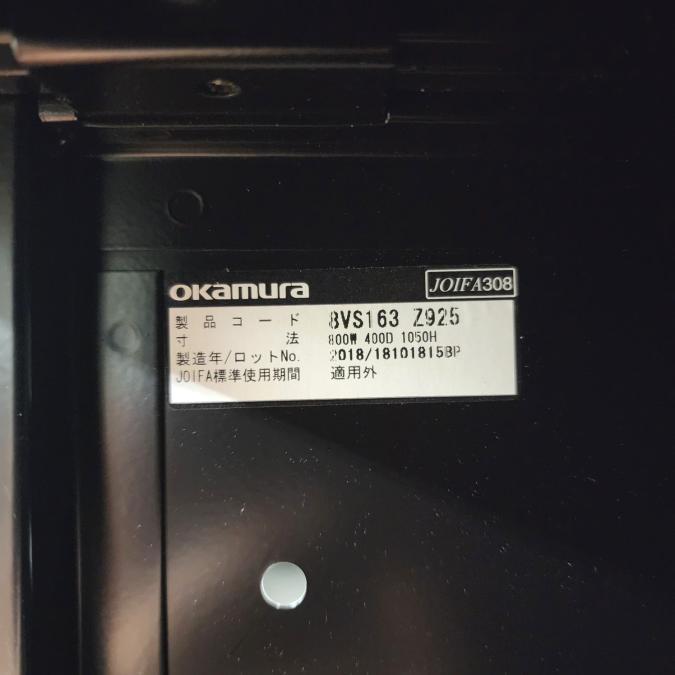 okamura
JOIFA308
製品コード 8VS163 Z925
寸法 800W 400D 1050H
製造年/ロットNo. 2018/18101815BP
JOIFA標準使用期間 適用外